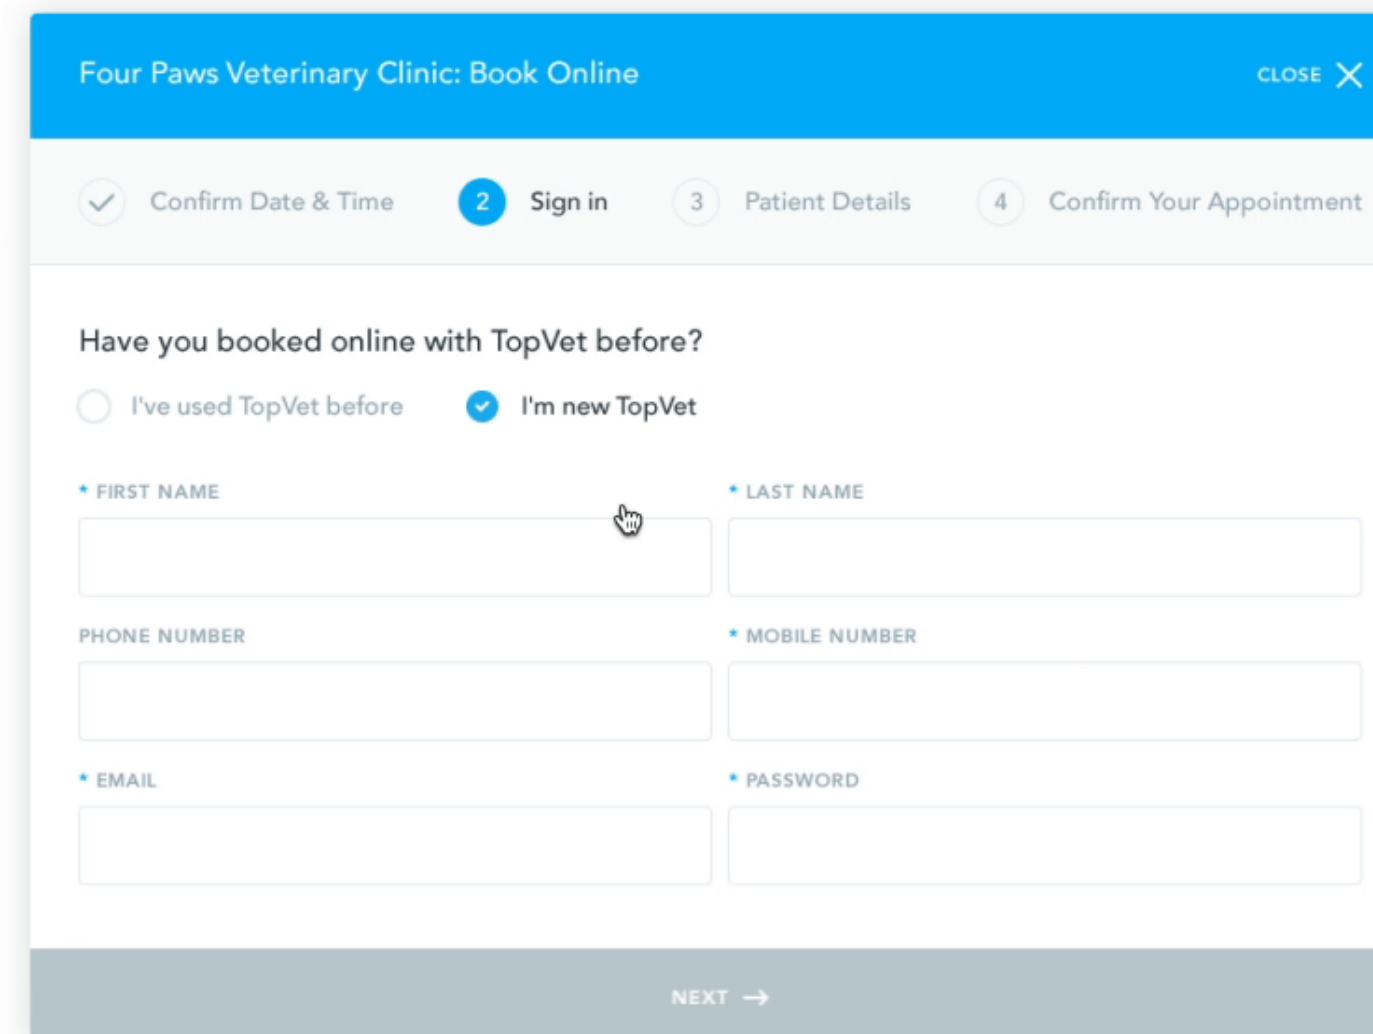 Four Paws Veterinary Clinic: Book Online CLOSE
Confirm Date & Time 2 Sign in 3 Patient Details 4 Confirm Your Appointment
Have you booked online with TopVet before?
I've used TopVet before I'm new TopVet
* FIRST NAME * LAST NAME
PHONE NUMBER * MOBILE NUMBER
* EMAIL * PASSWORD
NEXT →